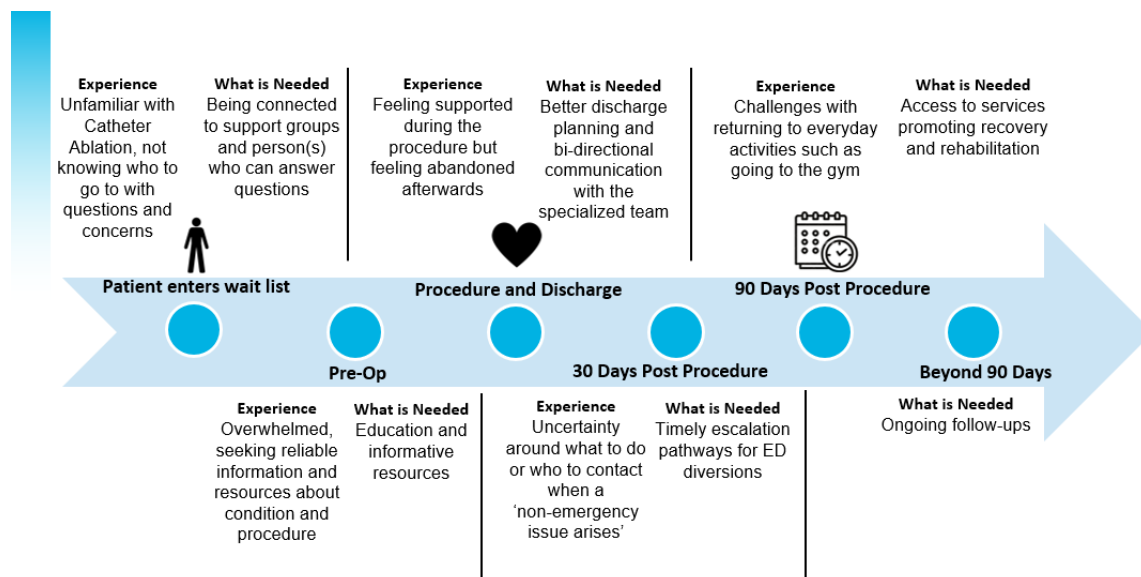 Experience
Unfamiliar with
Catheter
Ablation, not
knowing who to
go to with
questions and
concerns
What is Needed
Being connected
to support groups
and person(s)
who can answer
questions
Experience
Feeling supported
during the
procedure but
feeling abandoned
afterwards
What is Needed
Better discharge
planning and
bi-directional
communication
with the
specialized team
Experience
Challenges with
returning to everyday
activities such as
going to the gym
What is Needed
Access to services
promoting recovery
and rehabilitation
Patient enters wait list
Procedure and Discharge
90 Days Post Procedure
Pre-Op
30 Days Post Procedure
Beyond 90 Days
Experience
Overwhelmed,
seeking reliable
information and
resources about
condition and
procedure
What is Needed
Education and
informative
resources
Experience
Uncertainty
around what to do
or who to contact
when a
‘non-emergency
issue arises’
What is Needed
Timely escalation
pathways for ED
diversions
What is Needed
Ongoing follow-ups